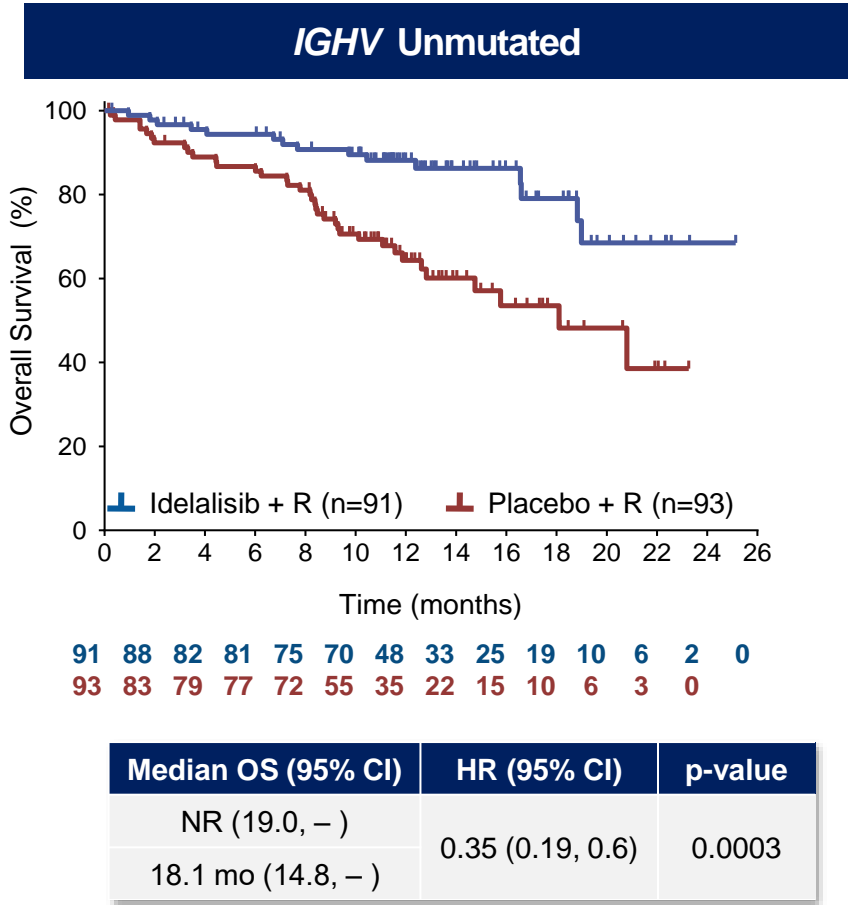 IGHV Unmutated
100
80
60
40
20
0
Overall Survival (%)
Idelalisib + R (n=91) Placebo + R (n=93)
0 2 4 6 8 10 12 14 16 18 20 22 24 26
Time (months)
91 88 82 81 75 70 48 33 25 19 10 6 2 0
93 83 79 77 72 55 35 22 15 10 6 3 0
Median OS (95% CI) HR (95% CI) p-value
NR (19.0, – )
0.35 (0.19, 0.6) 0.0003
18.1 mo (14.8, – )